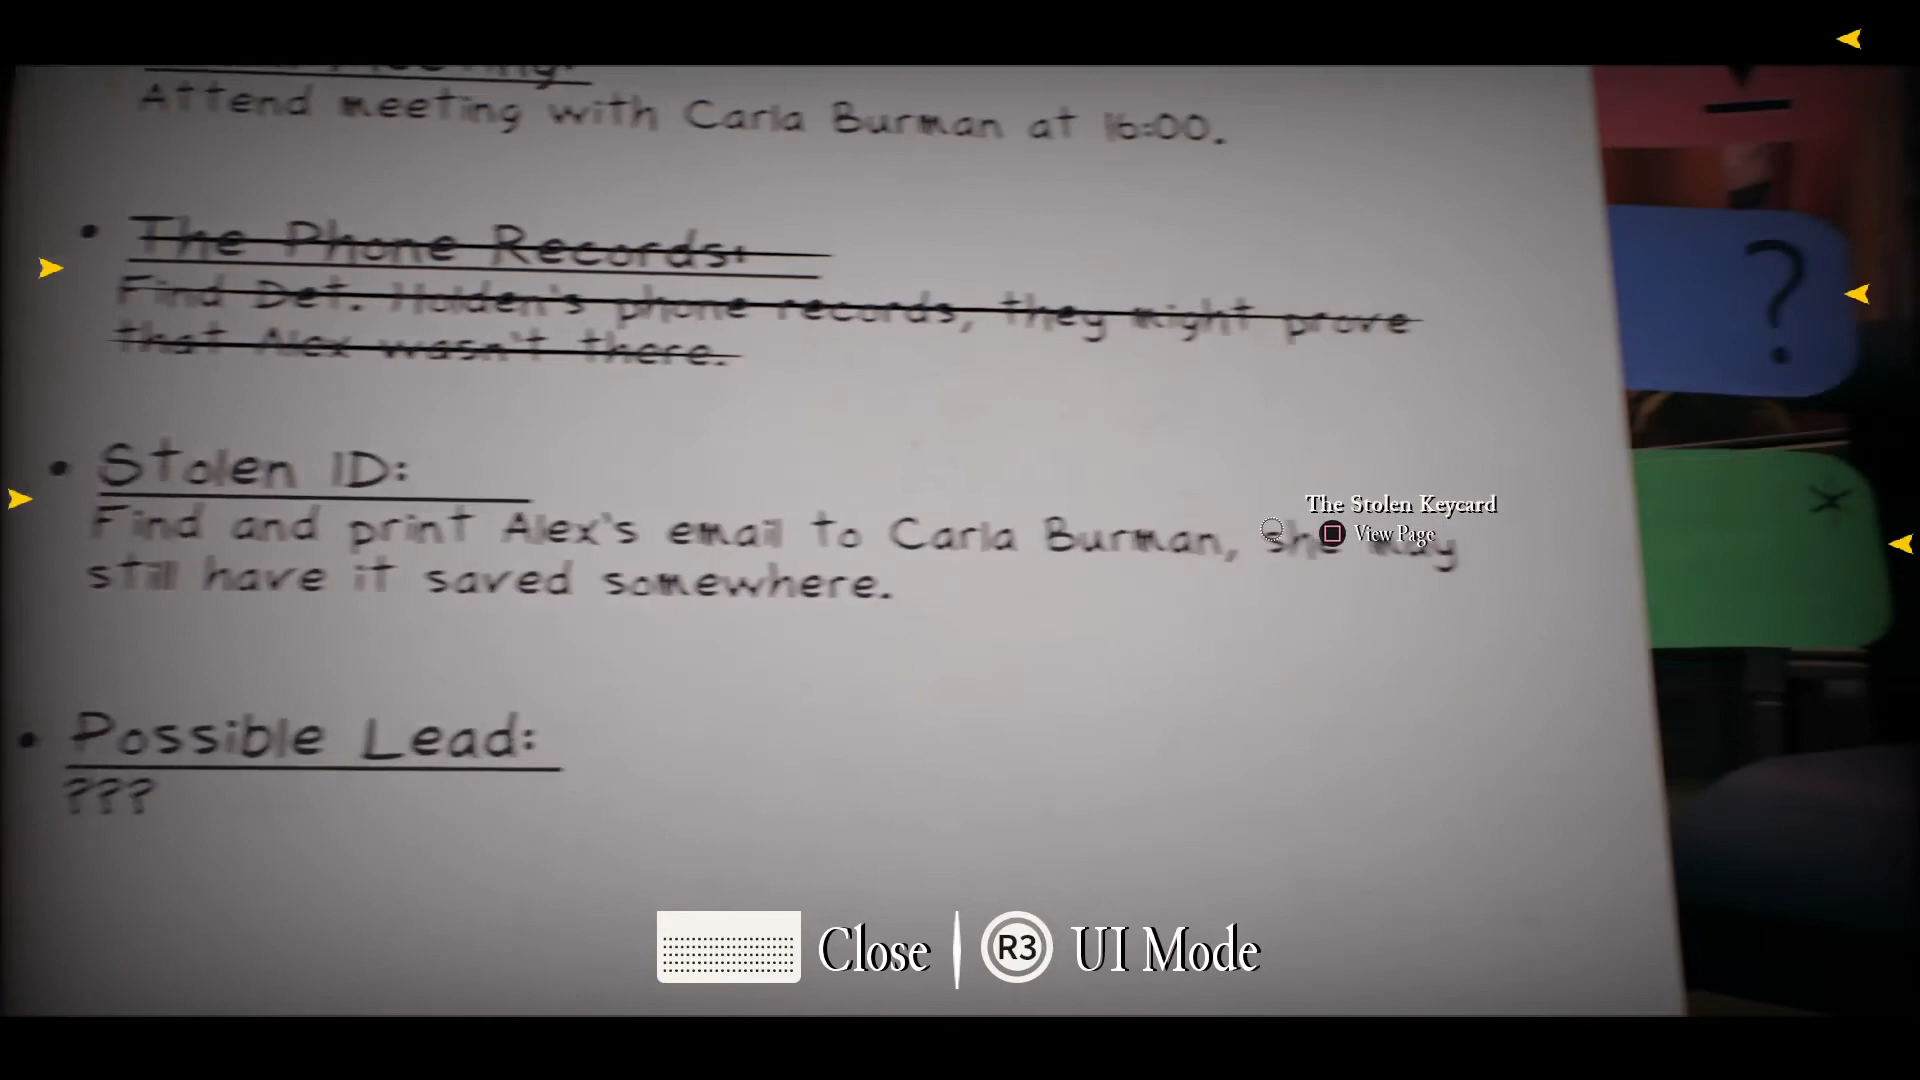 Meeting:
Attend meeting with Carla Burman at 16:00.
The Phone Records:
Find Det. Holden's phone records, they might prove
that Alex wasn't there.
Stolen ID:
Find and print Alex's email to Carla Burman, she may
still have it saved somewhere.
The Stolen Keycard
View Page
Possible Lead:
???
?
Close
R3
UI Mode